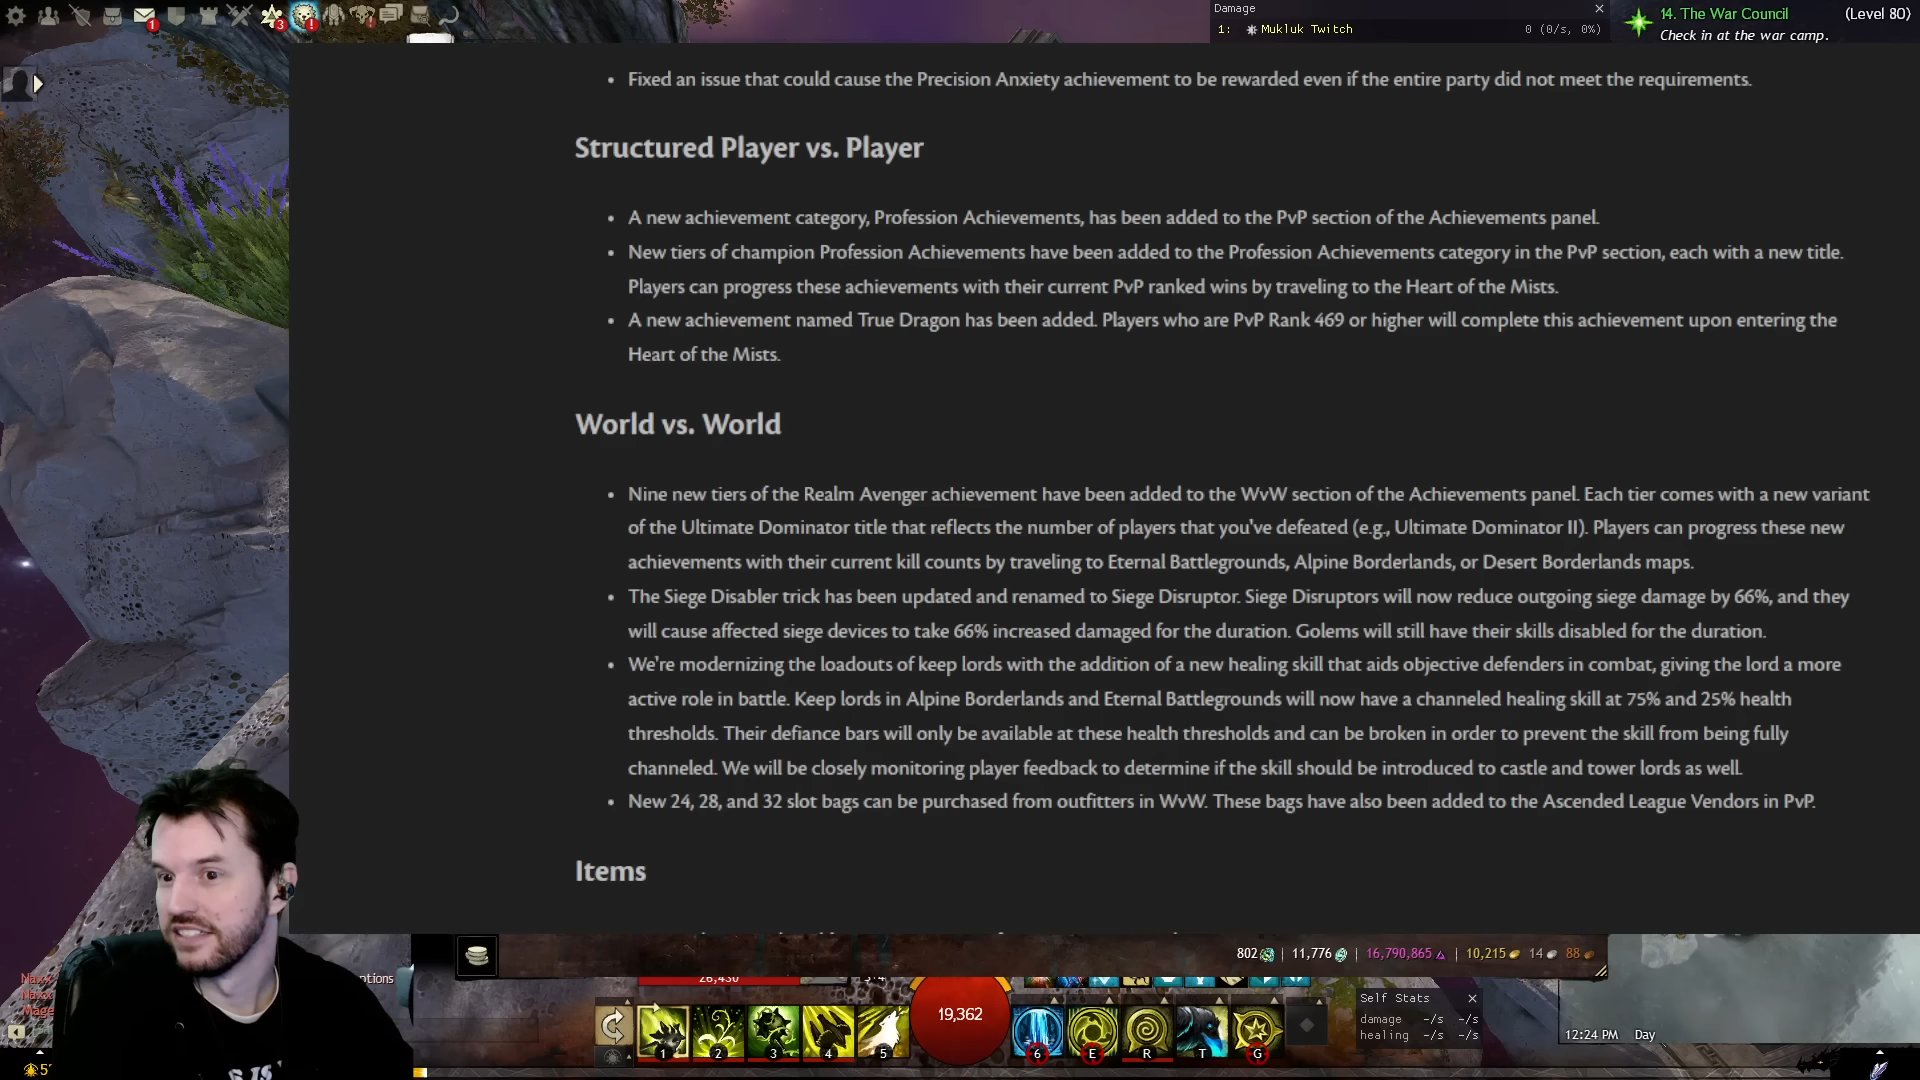 Damage
1: Mukluk Twitch 0 (0/s, 0%)
14. The War Council (Level 80)
Check in at the war camp.
1
3
• Fixed an issue that could cause the Precision Anxiety achievement to be rewarded even if the entire party did not meet the requirements.
Structured Player vs. Player
• A new achievement category, Profession Achievements, has been added to the PvP section of the Achievements panel.
• New tiers of champion Profession Achievements have been added to the Profession Achievements category in the PvP section, each with a new title.
Players can progress these achievements with their current PvP ranked wins by traveling to the Heart of the Mists.
• A new achievement named True Dragon has been added. Players who are PvP Rank 469 or higher will complete this achievement upon entering the
Heart of the Mists.
World vs. World
• Nine new tiers of the Realm Avenger achievement have been added to the WvW section of the Achievements panel. Each tier comes with a new variant
of the Ultimate Dominator title that reflects the number of players that you've defeated (e.g., Ultimate Dominator II). Players can progress these new
achievements with their current kill counts by traveling to Eternal Battlegrounds, Alpine Borderlands, or Desert Borderlands maps.
• The Siege Disabler trick has been updated and renamed to Siege Disruptor. Siege Disruptors will now reduce outgoing siege damage by 66%, and they
will cause affected siege devices to take 66% increased damaged for the duration. Golems will still have their skills disabled for the duration.
• We're modernizing the loadouts of keep lords with the addition of a new healing skill that aids objective defenders in combat, giving the lord a more
active role in battle. Keep lords in Alpine Borderlands and Eternal Battlegrounds will now have a channeled healing skill at 75% and 25% health
thresholds. Their defiance bars will only be available at these health thresholds and can be broken in order to prevent the skill from being fully
channeled. We will be closely monitoring player feedback to determine if the skill should be introduced to castle and tower lords as well.
• New 24, 28, and 32 slot bags can be purchased from outfitters in WvW. These bags have also been added to the Ascended League Vendors in PvP.
Items
802 | 11,776 | 16,790,865 | 10,215 14 88
ptions
26,430
19,362
Naxx
Naxx
Mage
1 2 3 4 5 6 E R T G
Self Stats
damage -/s -/s
healing -/s -/s
12:24 PM Day